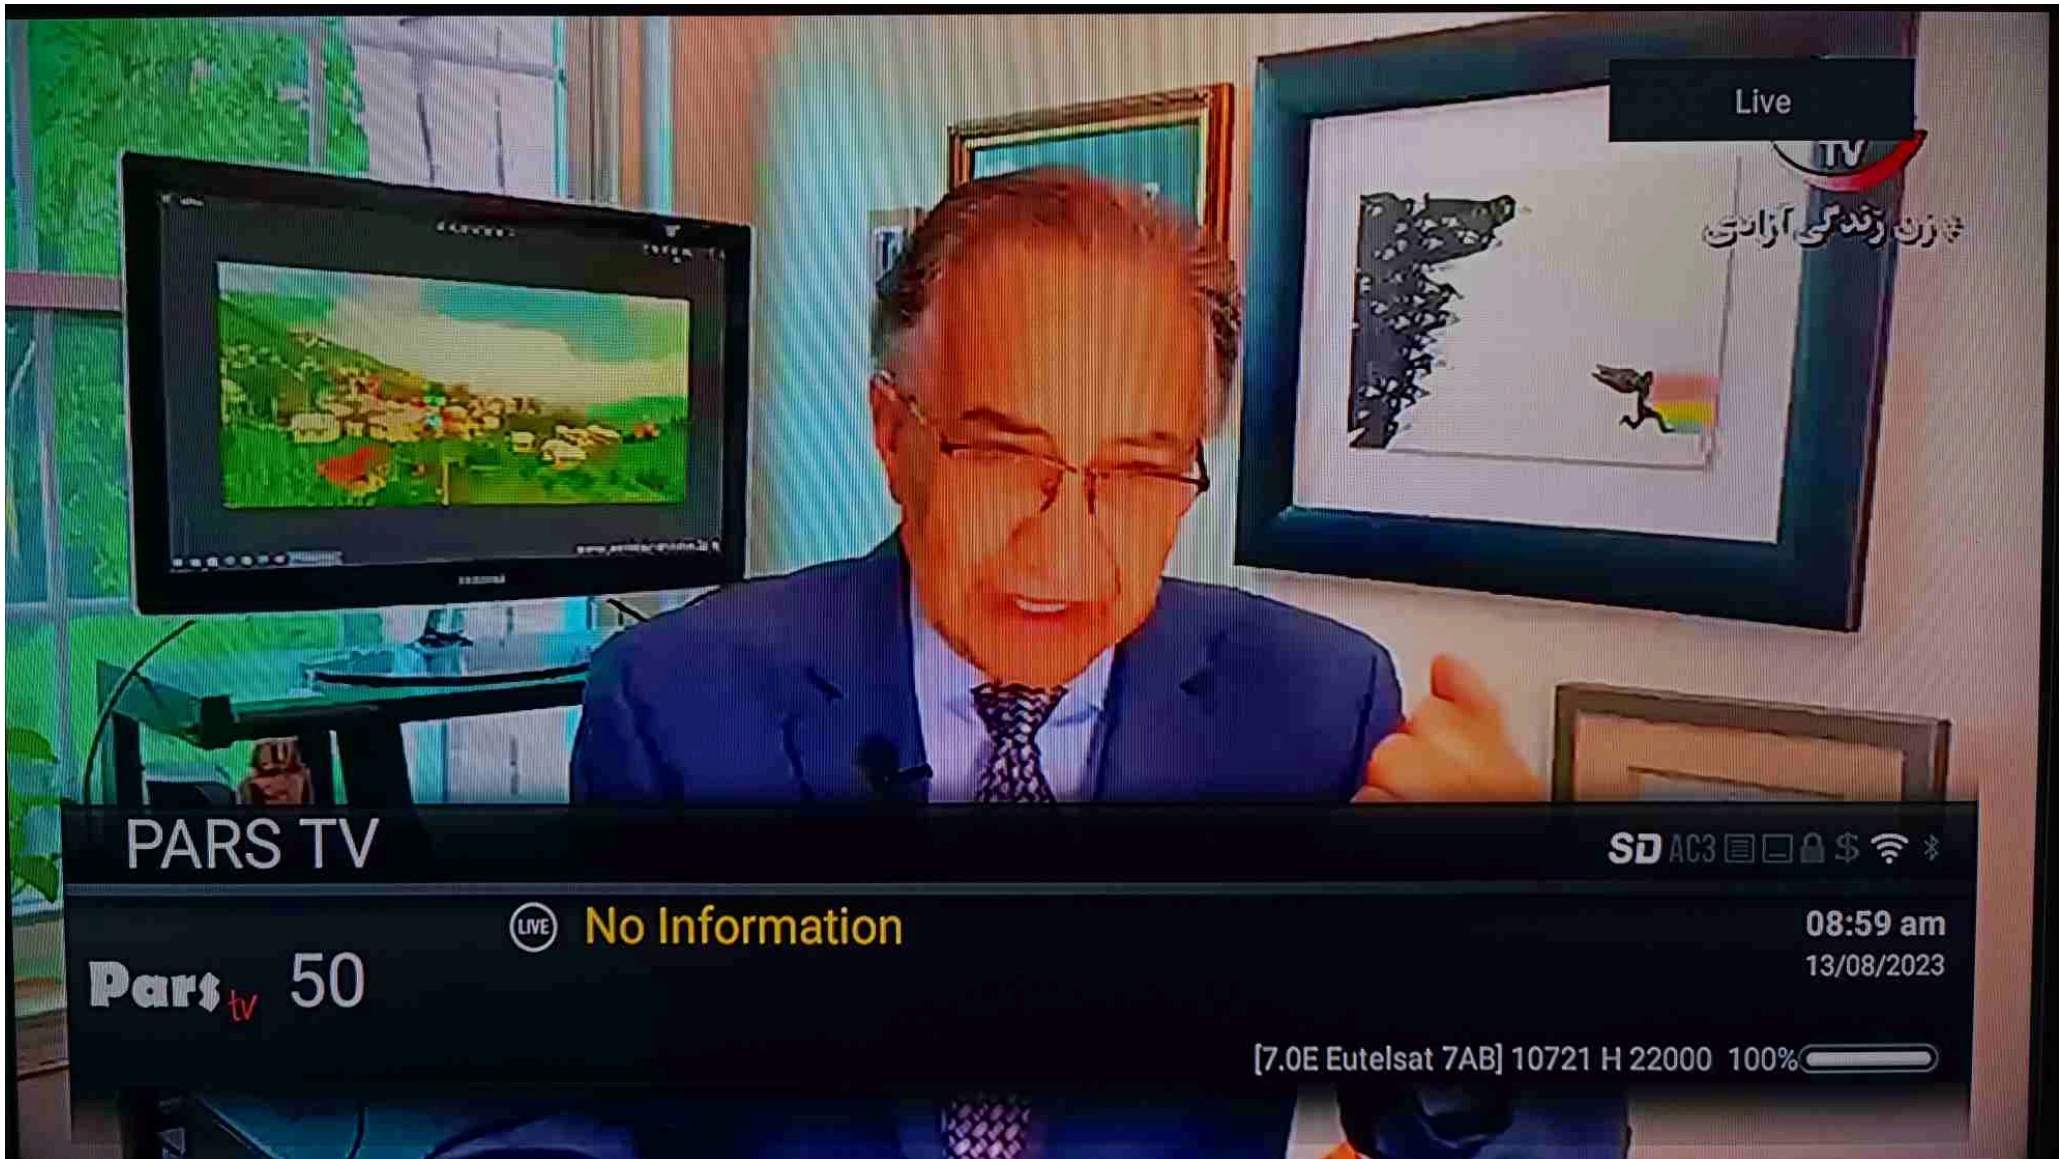 Live
TV
* زن زندگی آزادی
SAMSUNG
PARS TV
SD AC3 $
LIVE No Information
08:59 am
13/08/2023
Pars tv 50
[7.0E Eutelsat 7AB] 10721 H 22000 100%